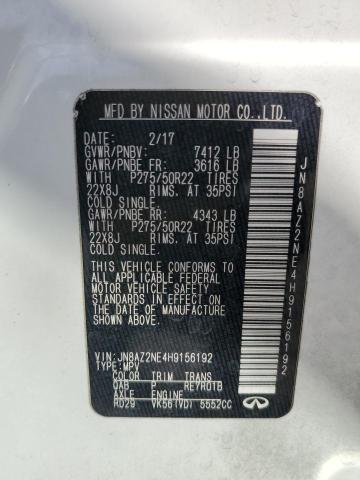 MFD BY NISSAN MOTOR CO.,LTD.
DATE: 2/17
GVWR/PNBV: 7412 LB
GAWR/PNBE FR: 3616 LB
WITH P275/50R22 TIRES
22X8J RIMS. AT 35PSI
COLD SINGLE.
GAWR/PNBE RR: 4343 LB
WITH P275/50R22 TIRES
22X8J RIMS. AT 35PSI
COLD SINGLE.
THIS VEHICLE CONFORMS TO
ALL APPLICABLE FEDERAL
MOTOR VEHICLE SAFETY
STANDARDS IN EFFECT ON
THE DATE OF MANUFACTURE
SHOWN ABOVE.
VIN: JN8AZ2NE4H9156192
TYPE: MPV
COLOR TRIM TRANS
QAB P RE7R01B
AXLE ENGINE
RD29 VK56(VD) 5552CC
JN8AZ2NE4H9156192
INFINITI